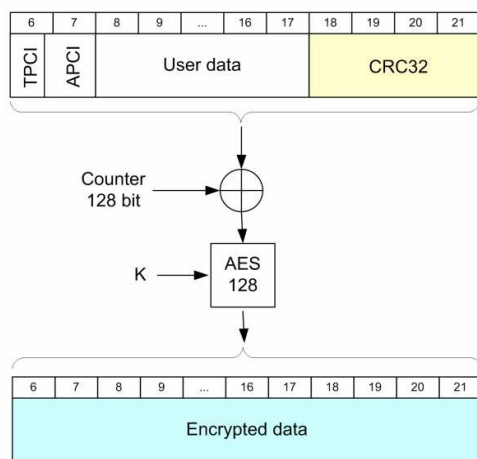 6 7 8 9 ... 16 17 18 19 20 21
TPCI APCI User data CRC32
Counter
128 bit
K
AES
128
6 7 8 9 ... 16 17 18 19 20 21
Encrypted data